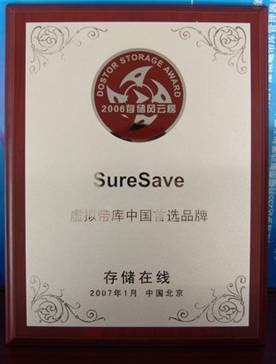 DOSTOR STORAGE AWARD
2006存储风云榜
SureSave
虚拟带库中国首选品牌
存储在线
2007年1月 中国北京